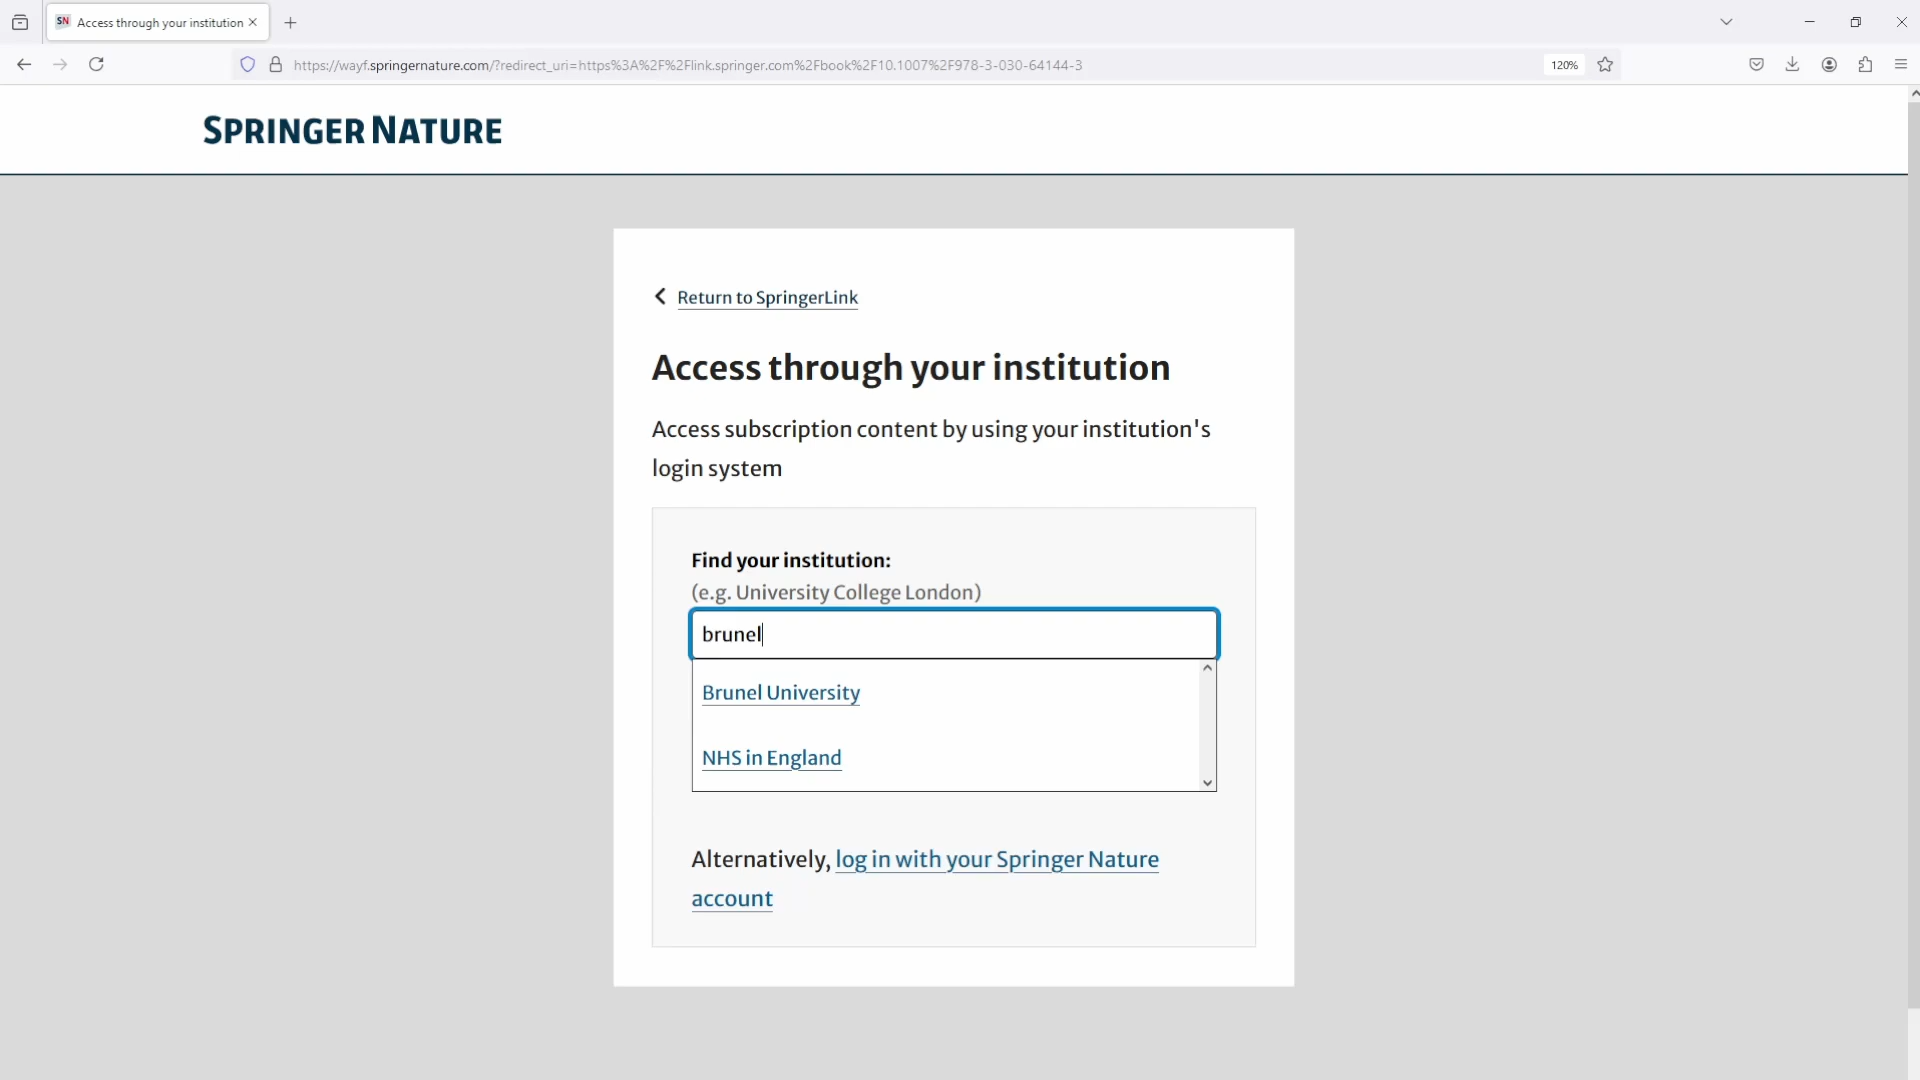 SN Access through your institution
https://wayf.springernature.com/?redirect_uri=https%3A%2F%2Flink.springer.com%2Fbook%2F10.1007%2F978-3-030-64144-3
120%
SPRINGER NATURE
Return to SpringerLink
Access through your institution
Access subscription content by using your institution's
login system
Find your institution:
(e.g. University College London)
brunel
Brunel University
NHS in England
Alternatively, log in with your Springer Nature
account